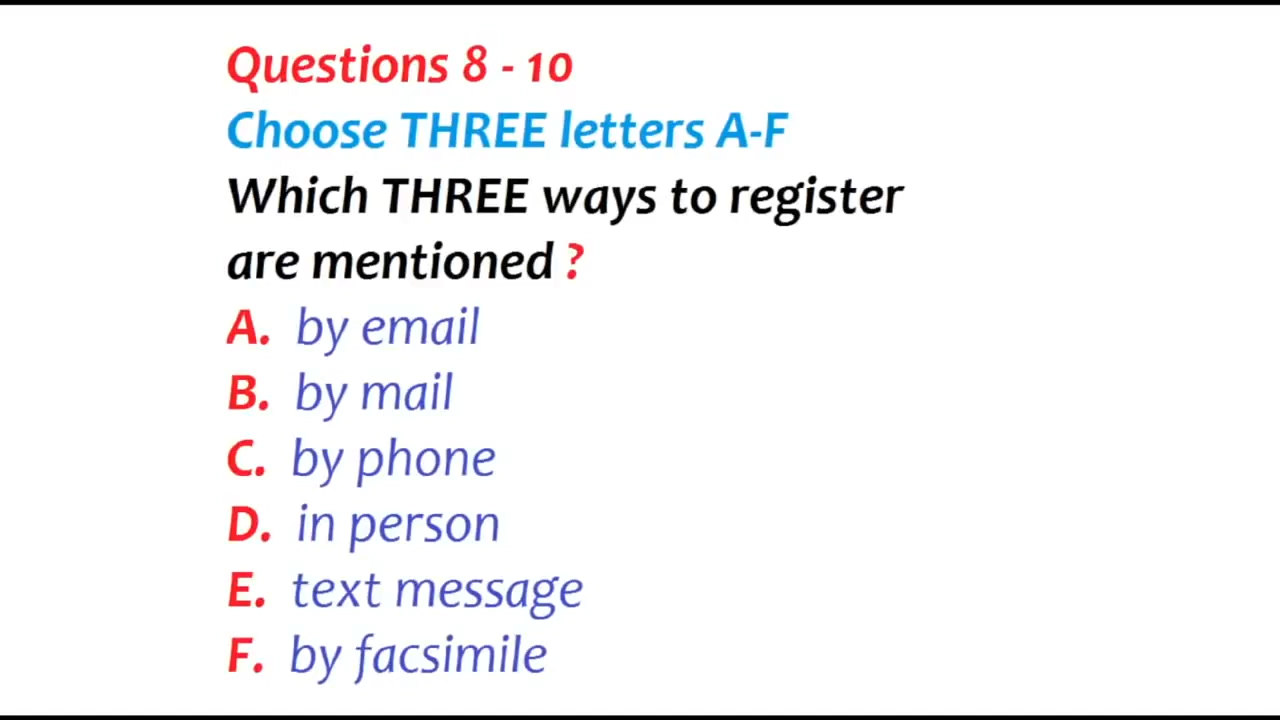 Questions 8 - 10
Choose THREE letters A-F
Which THREE ways to register
are mentioned ?
A. by email
B. by mail
C. by phone
D. in person
E. text message
F. by facsimile